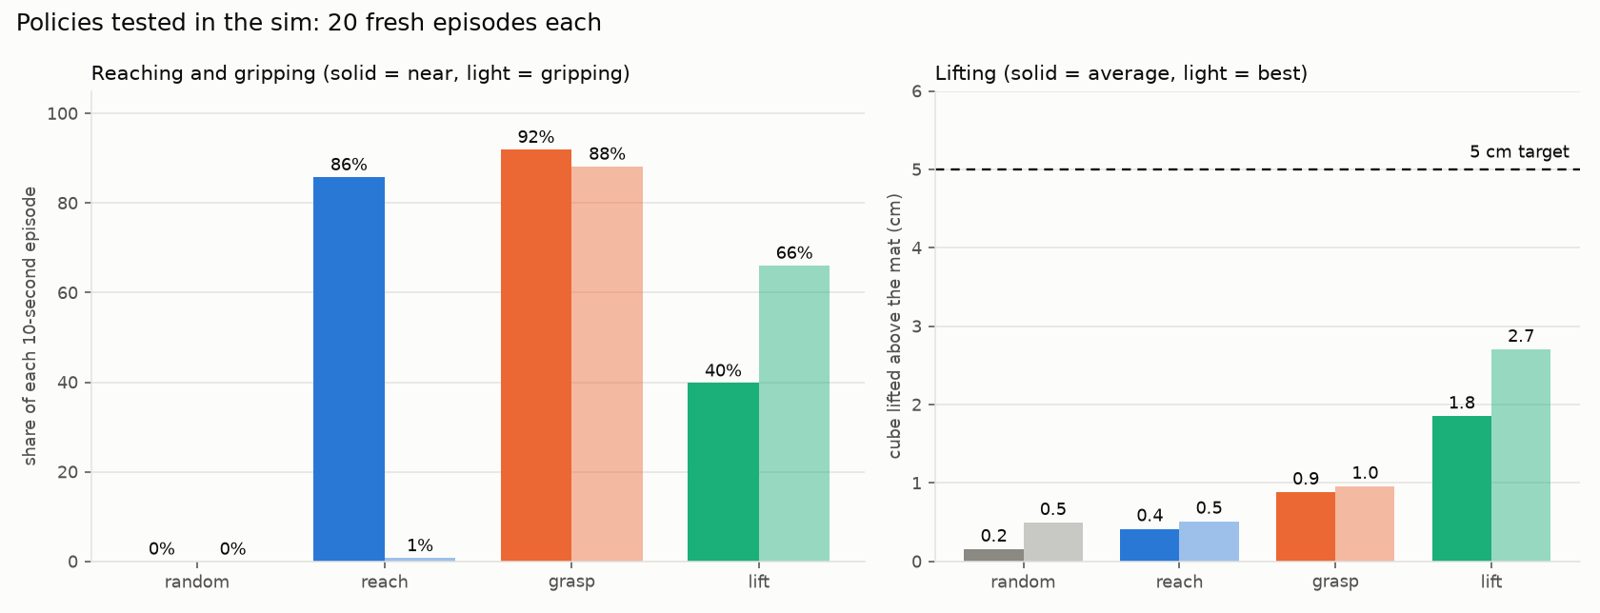 Policies tested in the sim: 20 fresh episodes each
Reaching and gripping (solid = near, light = gripping)
share of each 10-second episode
100
80
60
40
20
0
0%
0%
86%
1%
92%
88%
40%
66%
random
reach
grasp
lift
Lifting (solid = average, light = best)
cube lifted above the mat (cm)
6
5
4
3
2
1
0
5 cm target
0.2
0.5
0.4
0.5
0.9
1.0
1.8
2.7
random
reach
grasp
lift